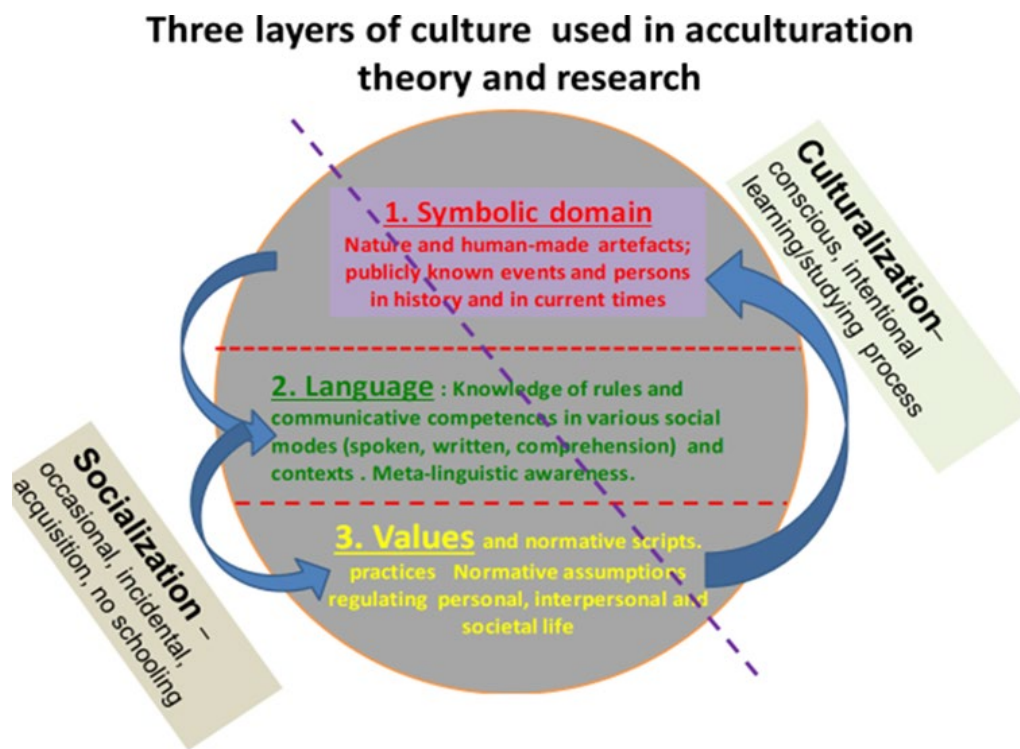 Three layers of culture used in acculturation
theory and research
1. Symbolic domain
Nature and human-made artefacts;
publicly known events and persons
in history and in current times
2. Language : Knowledge of rules and
communicative competences in various social
modes (spoken, written, comprehension) and
contexts . Meta-linguistic awareness.
3. Values and normative scripts.
practices Normative assumptions
regulating personal, interpersonal and
societal life
Culturalization–
conscious, intentional
learning/studying process
Socialization –
occasional, incidental,
acquisition, no schooling